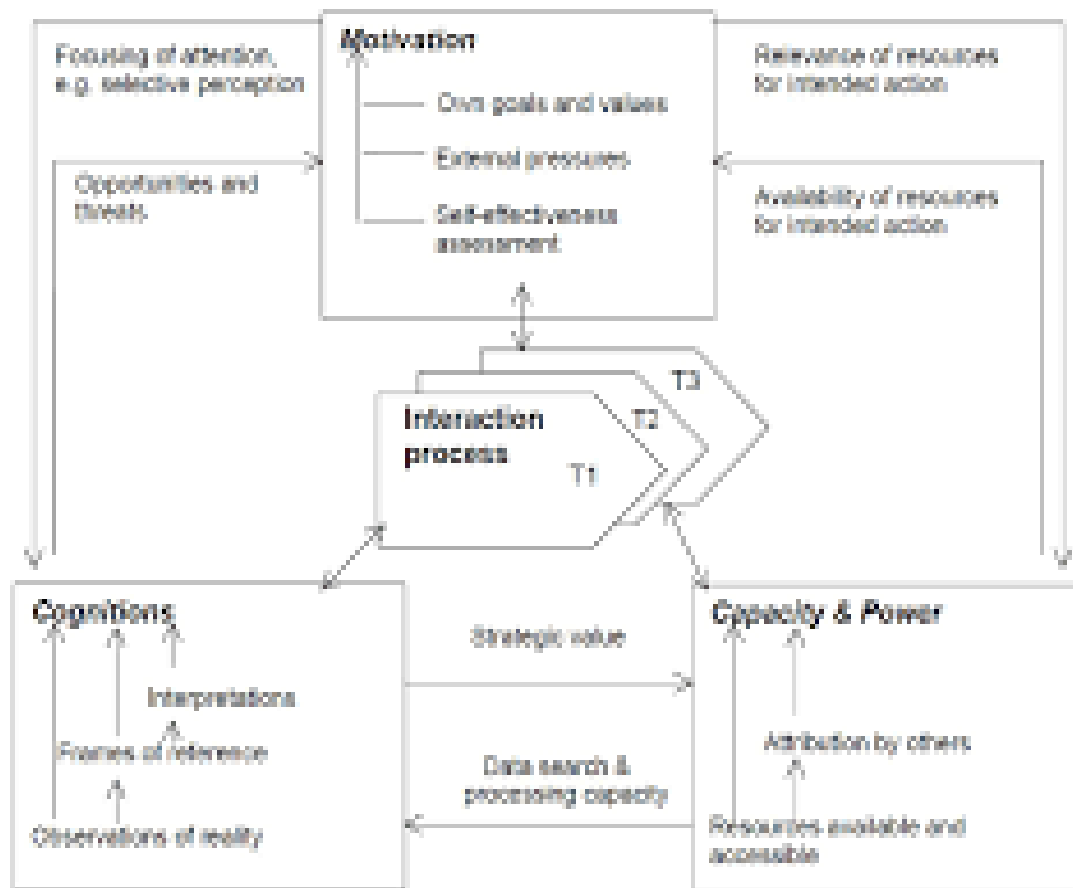 Motivation
Focusing of attention,
e.g. selective perception
Relevance of resources
for intended action
Own goals and values
External pressures
Self-effectiveness
assessment
Opportunities and
threats
Availability of resources
for intended action
Interaction
process
T1
T2
T3
Cognitions
Interpretations
Frames of reference
Observations of reality
Strategic value
Data search &
processing capacity
Capacity & Power
Attribution by others
Resources available and
accessible